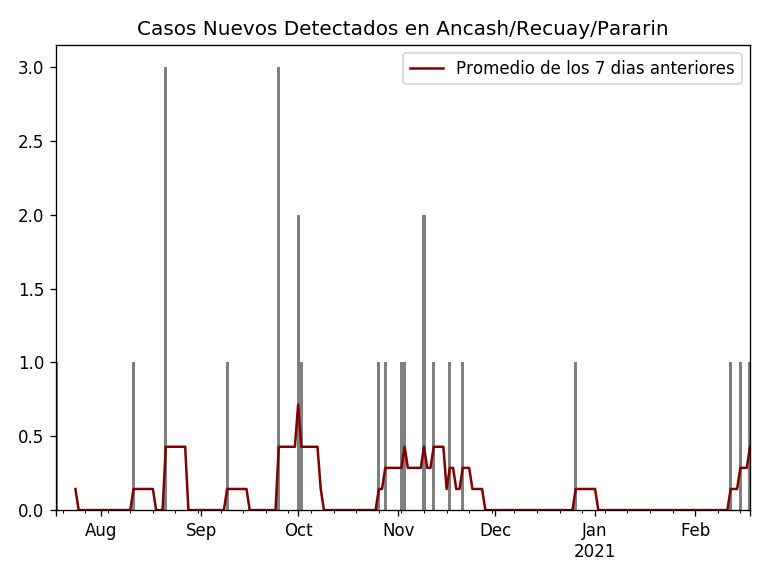 Casos Nuevos Detectados en Ancash/Recuay/Pararin
Promedio de los 7 dias anteriores
3.0
2.5
2.0
1.5
1.0
0.5
0.0
Aug Sep Oct Nov Dec Jan Feb
2021